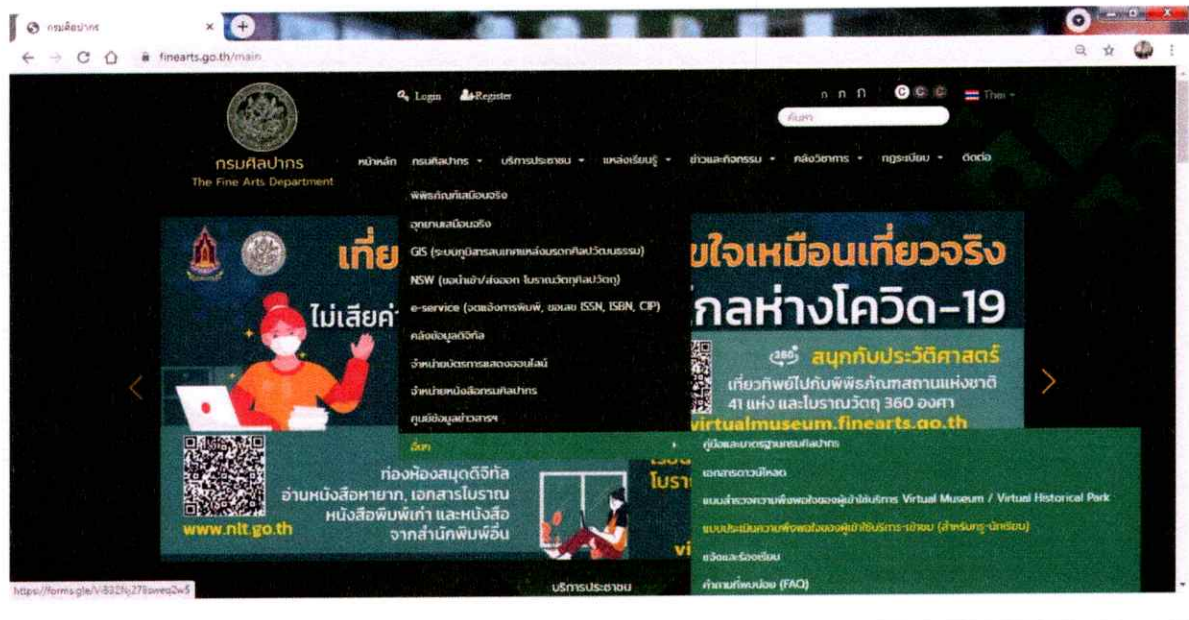 กรมศิลปากร
finearts.go.th/main
Login Register
ก ก ก C C C Thai
ค้นหา
กรมศิลปากร
The Fine Arts Department
หน้าหลัก กรมศิลปากร บริการประชาชน แหล่งเรียนรู้ ข่าวและกิจกรรม คลังวิชาการ กฎระเบียบ ติดต่อ
พิพิธภัณฑ์เสมือนจริง
อุทยานเสมือนจริง
GIS (ระบบภูมิสารสนเทศแหล่งมรดกศิลปวัฒนธรรม)
NSW (ขอนำเข้า/ส่งออก โบราณวัตถุศิลปวัตถุ)
e-service (จดแจ้งการพิมพ์, ขอเลข ISSN, ISBN, CIP)
คลังข้อมูลดิจิทัล
จำหน่ายบัตรการแสดงออนไลน์
จำหน่ายหนังสือกรมศิลปากร
ศูนย์ข้อมูลข่าวสารฯ
อื่นๆ
คู่มือและมาตรฐานกรมศิลปากร
เอกสารดาวน์โหลด
แบบสำรวจความพึงพอใจของผู้เข้าใช้บริการ Virtual Museum / Virtual Historical Park
แบบประเมินความพึงพอใจของผู้เข้าใช้บริการ-เข้าชม (สำหรับครู-นักเรียน)
แจ้งและร้องเรียน
คำถามที่พบบ่อย (FAQ)
เที่ยว
ขใจเหมือนเที่ยวจริง
ไม่เสียค่า
ไกลห่างโควิด-19
360° สนุกกับประวัติศาสตร์
เที่ยวทิพย์ไปกับพิพิธภัณฑสถานแห่งชาติ
41 แห่ง และโบราณวัตถุ 360 องศา
virtualmuseum.finearts.go.th
ท่องห้องสมุดดิจิทัล
อ่านหนังสือหายาก, เอกสารโบราณ
หนังสือพิมพ์เก่า และหนังสือ
จากสำนักพิมพ์อื่น
www.nlt.go.th
โบรา
vi
บริการประชาชน